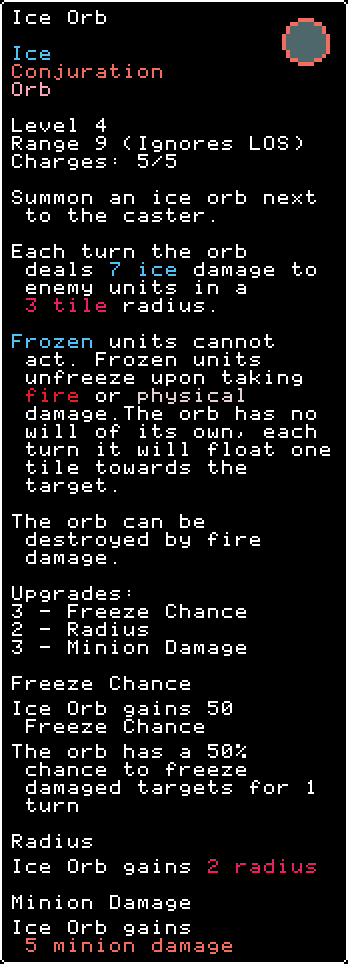 Ice Orb
Ice
Conjuration
Orb
Level 4
Range 9 (Ignores LOS)
Charges: 5/5
Summon an ice orb next
to the caster.
Each turn the orb
deals 7 ice damage to
enemy units in a
3 tile radius.
Frozen units cannot
act. Frozen units
unfreeze upon taking
fire or physical
damage.The orb has no
will of its own, each
turn it will float one
tile towards the
target.
The orb can be
destroyed by fire
damage.
Upgrades:
3 - Freeze Chance
2 - Radius
3 - Minion Damage
Freeze Chance
Ice Orb gains 50
Freeze Chance
The orb has a 50%
chance to freeze
damaged targets for 1
turn
Radius
Ice Orb gains 2 radius
Minion Damage
Ice Orb gains
5 minion damage